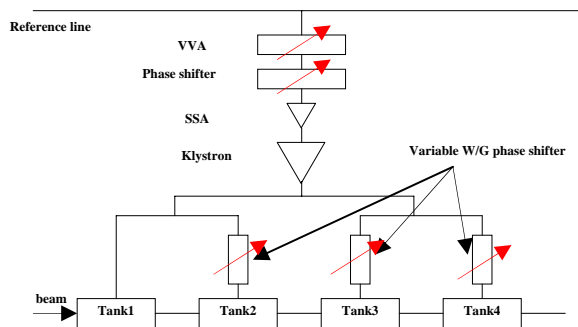 Reference line
VVA
Phase shifter
SSA
Klystron
Variable W/G phase shifter
beam
Tank1
Tank2
Tank3
Tank4